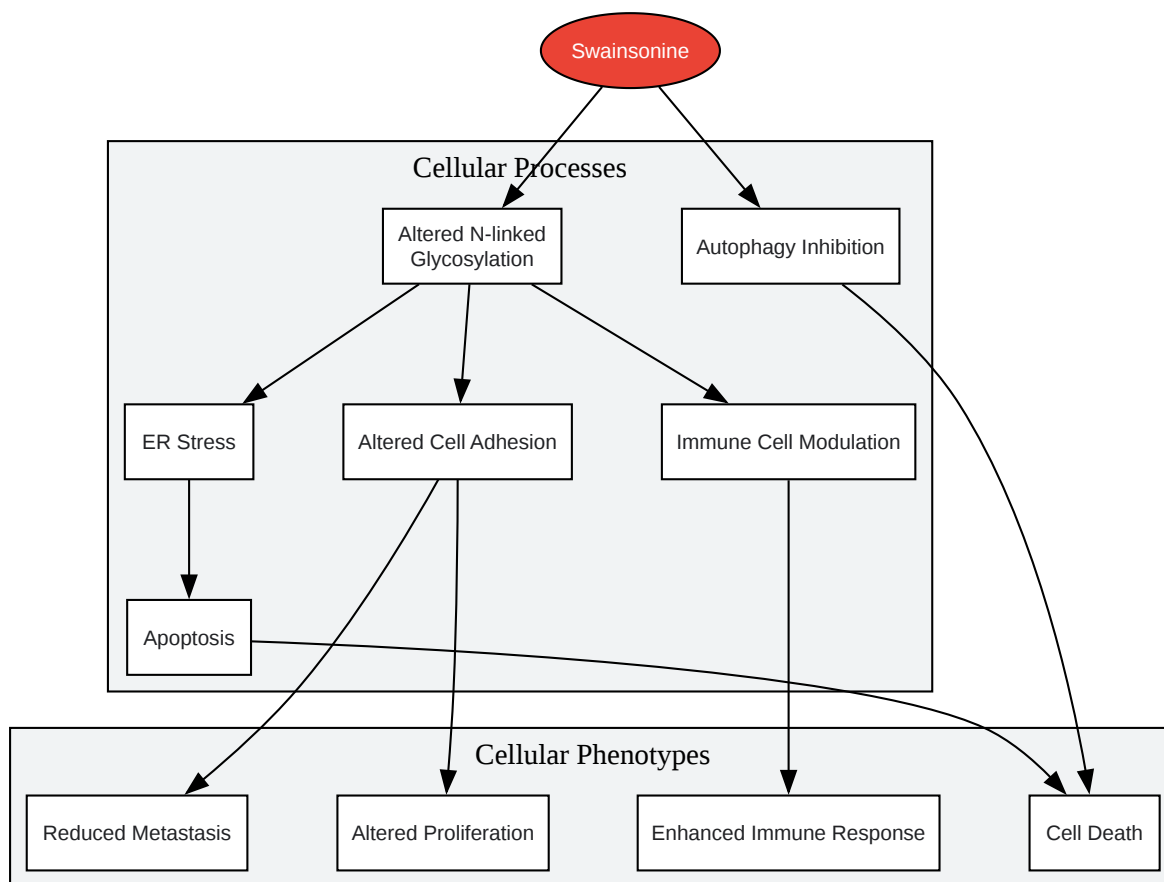 Swainsonine
Cellular Processes
Altered N-linked
Glycosylation
Autophagy Inhibition
ER Stress
Altered Cell Adhesion
Immune Cell Modulation
Apoptosis
Cellular Phenotypes
Reduced Metastasis
Altered Proliferation
Enhanced Immune Response
Cell Death